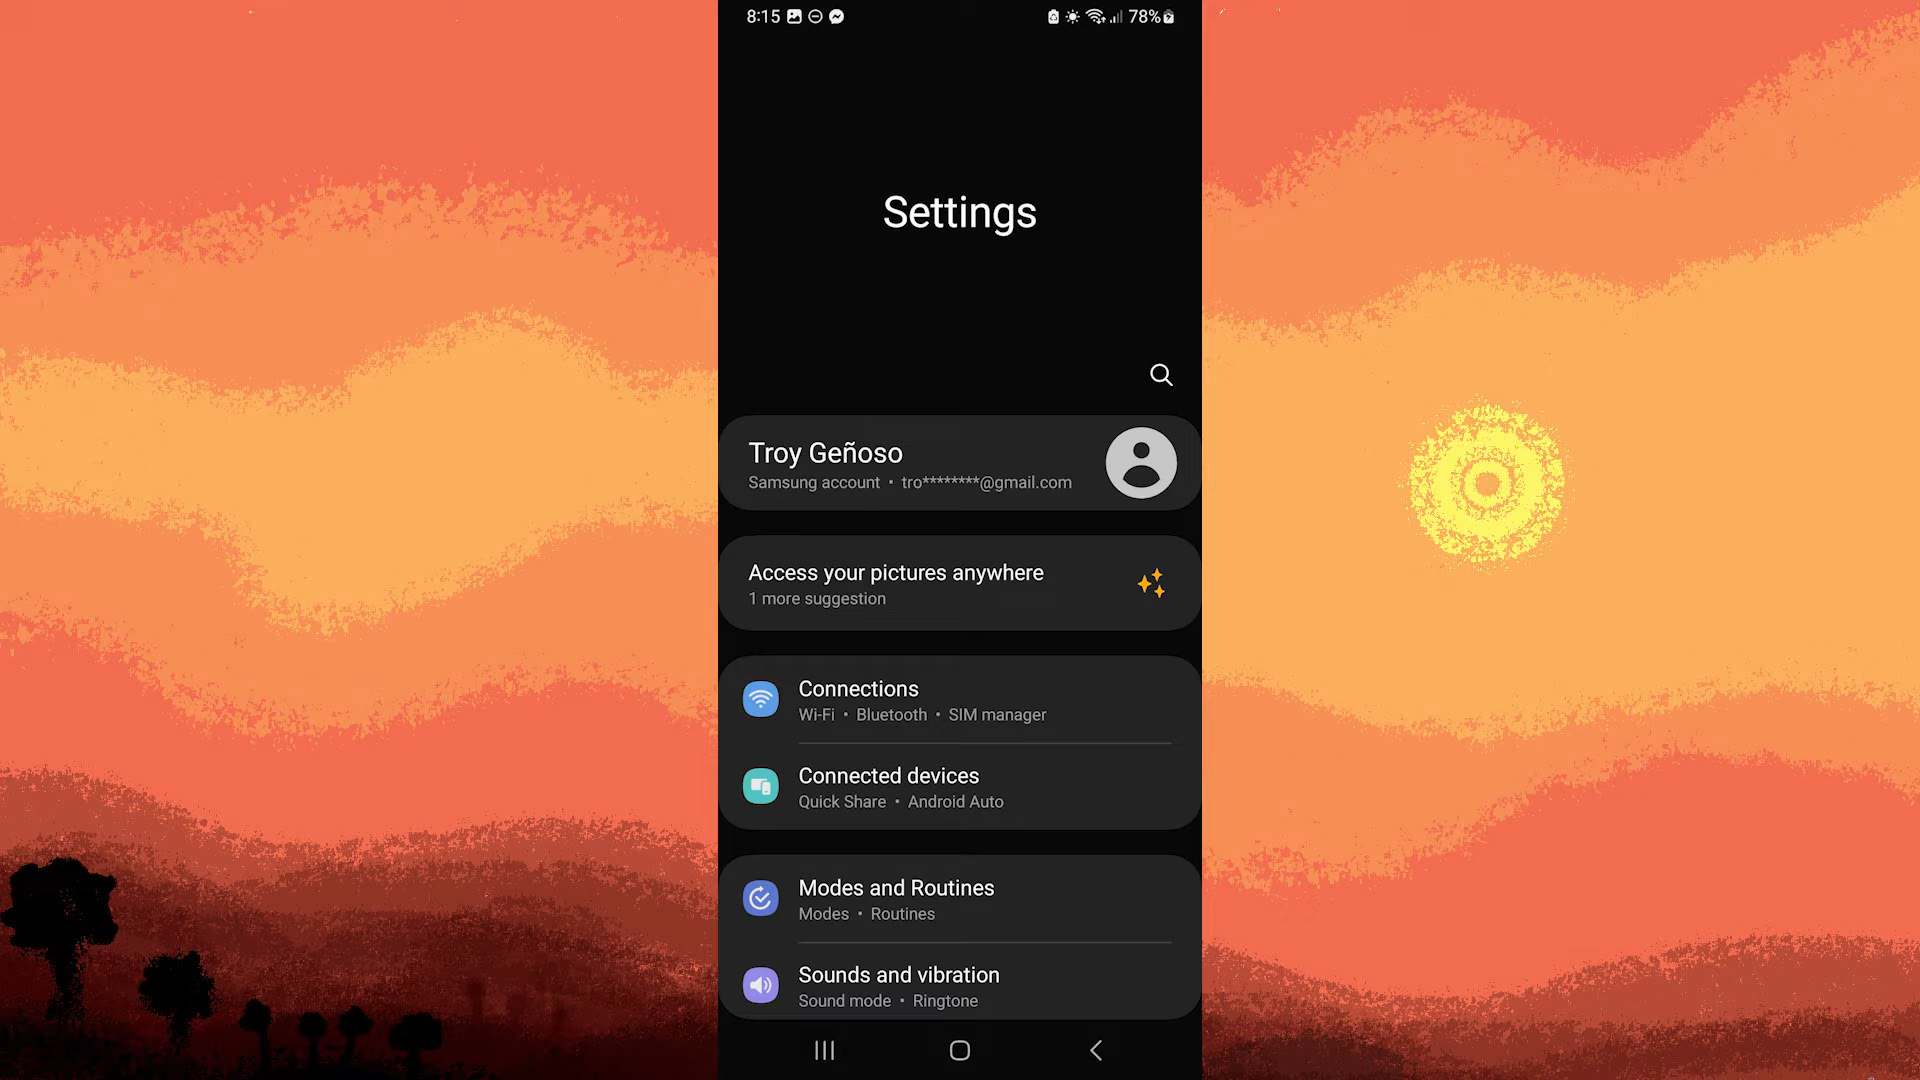 8:15 78%
Settings
Troy Geñoso
Samsung account • tro********@gmail.com
Access your pictures anywhere
1 more suggestion
Connections
Wi-Fi • Bluetooth • SIM manager
Connected devices
Quick Share • Android Auto
Modes and Routines
Modes • Routines
Sounds and vibration
Sound mode • Ringtone